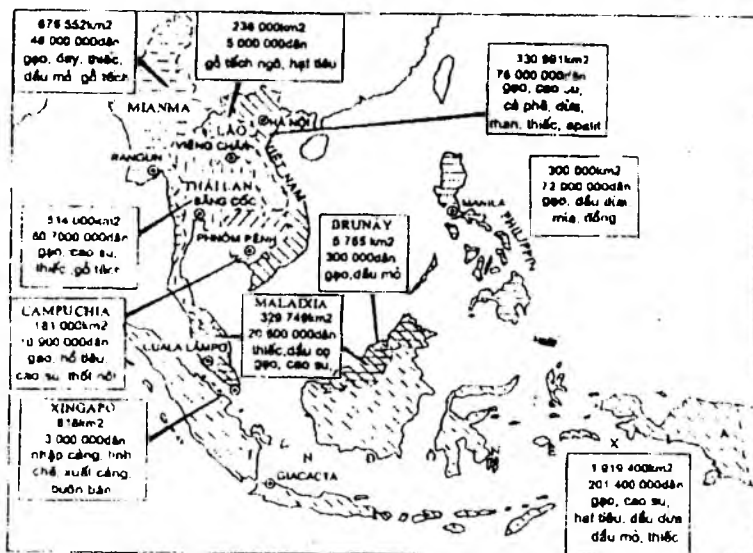 676 552km2
46 000 000dân
gạo, đay, thiếc,
dầu mỏ, gỗ tếch
236 000km2
5 000 000dân
gỗ tếch ngô, hạt tiêu
330 991km2
76 000 000dân
gạo, cao su,
cà phê, dừa,
than, thiếc, apatit
MIANMA
HÀ NỘI
LÀO
VIÊNG CHĂN
VIỆT NAM
RANGUN
THÁI LAN
BĂNG CỐC
PHNÔM PÊNH
514 000km2
60 7000 000dân
gạo, cao su,
thiếc, gỗ tếch
300 000km2
72 000 000dân
gạo, dầu dừa
mía, đồng
MANILA
PHILIPPIN
BRUNAY
5 765 km2
300 000dân
gạo, dầu mỏ
CAMPUCHIA
181 000km2
10 900 000dân
gạo, hồ tiêu,
cao su, thốt nốt
MALAIXIA
329 749km2
20 600 000dân
thiếc, dầu cọ
gạo, cao su,
CUALA LĂMPƠ
XINGAPO
618km2
3 000 000dân
nhập cảng, tinh
chế, xuất cảng,
buôn bán
I N D O
X
A
GIACACTA
1 919 400km2
201 400 000dân
gạo, cao su,
hạt tiêu, dầu dừa
dầu mỏ, thiếc